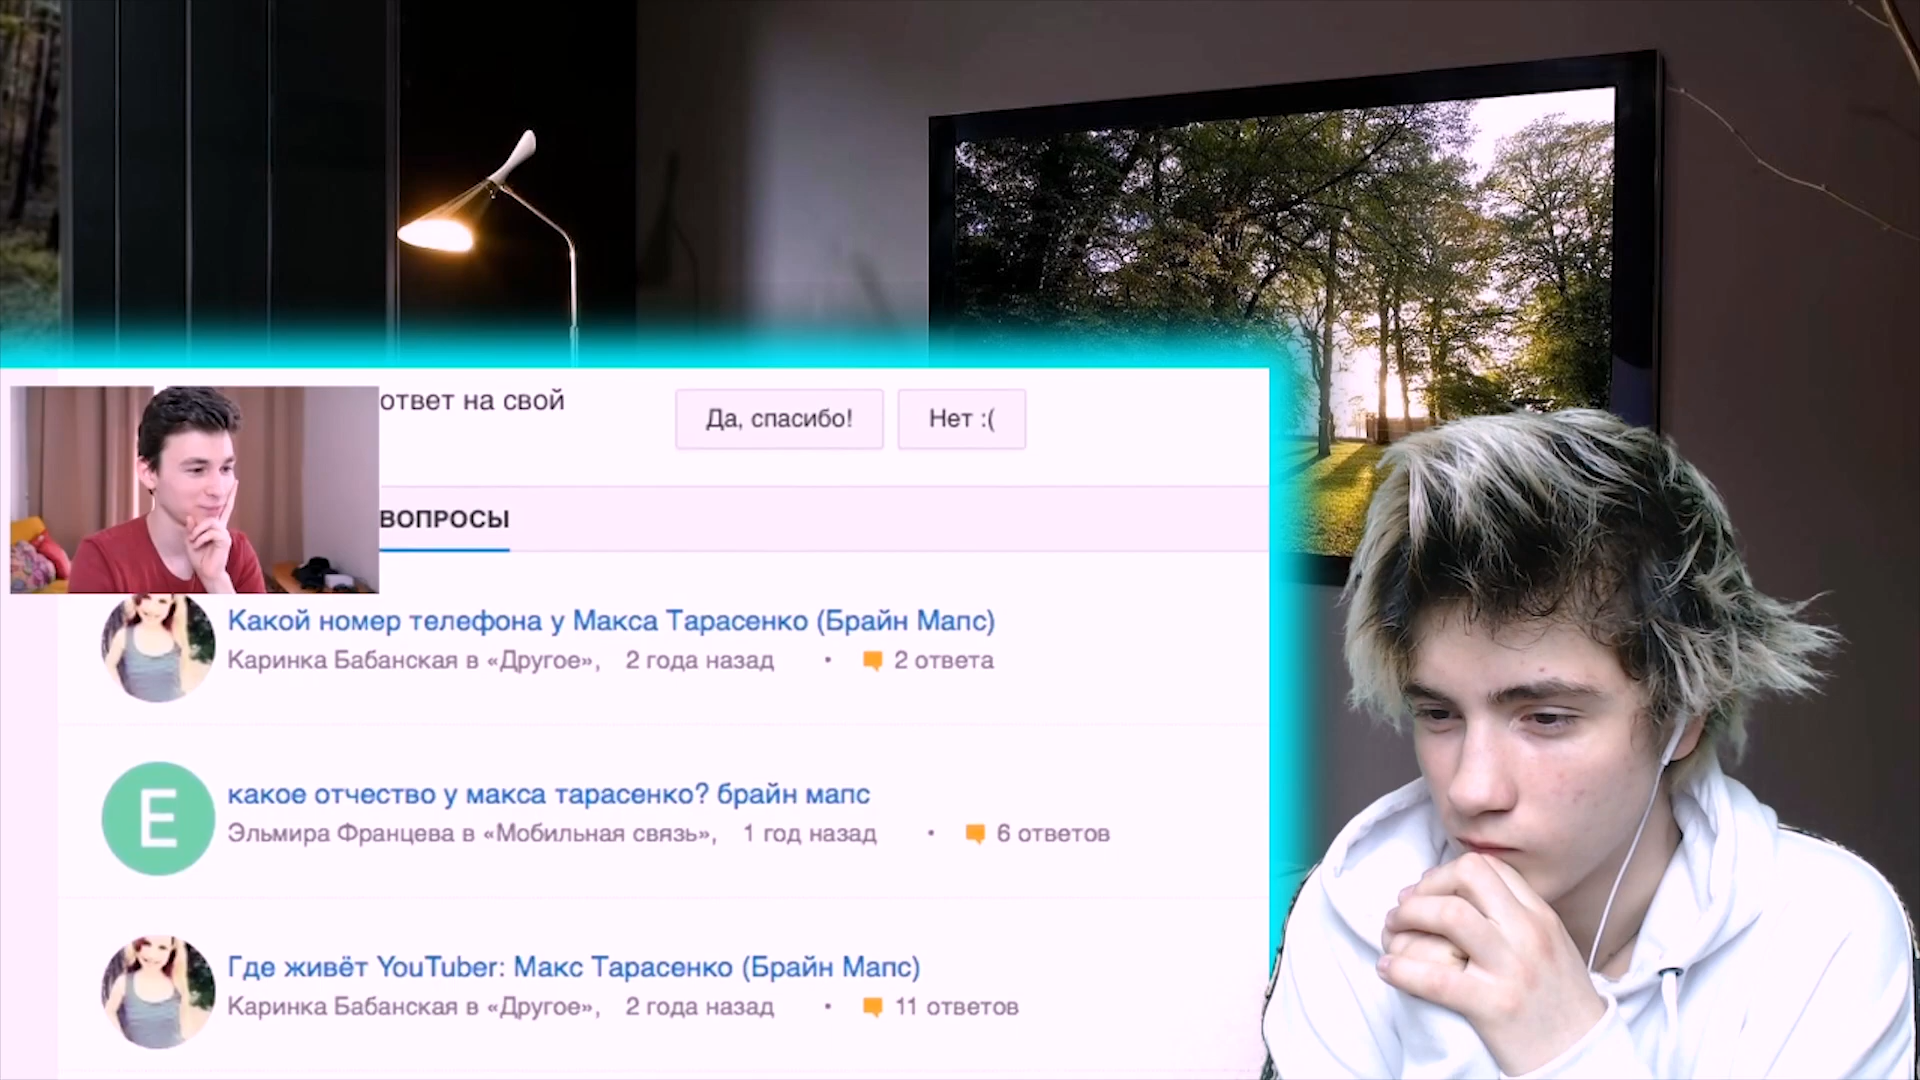 ответ на свой
Да, спасибо!
Нет :(
ВОПРОСЫ
Какой номер телефона у Макса Тарасенко (Брайн Мапс)
Каринка Бабанская в «Другое», 2 года назад • 2 ответа
E
какое отчество у макса тарасенко? брайн мапс
Эльмира Францева в «Мобильная связь», 1 год назад • 6 ответов
Где живёт YouTuber: Макс Тарасенко (Брайн Мапс)
Каринка Бабанская в «Другое», 2 года назад • 11 ответов